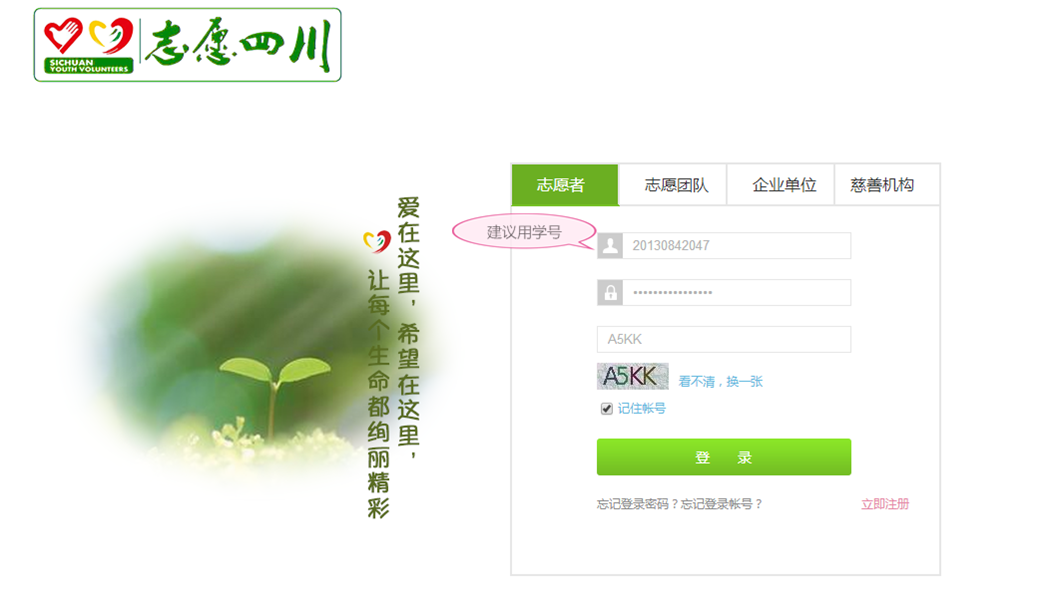 SICHUAN
YOUTH VOLUNTEERS
志愿四川
志愿者
志愿团队
企业单位
慈善机构
爱在这里，希望在这里，
让每个生命都绚丽精彩
建议用学号
20130842047
••••••••••••••••
A5KK
A5KK
看不清，换一张
记住帐号
登 录
忘记登录密码？忘记登录帐号？
立即注册